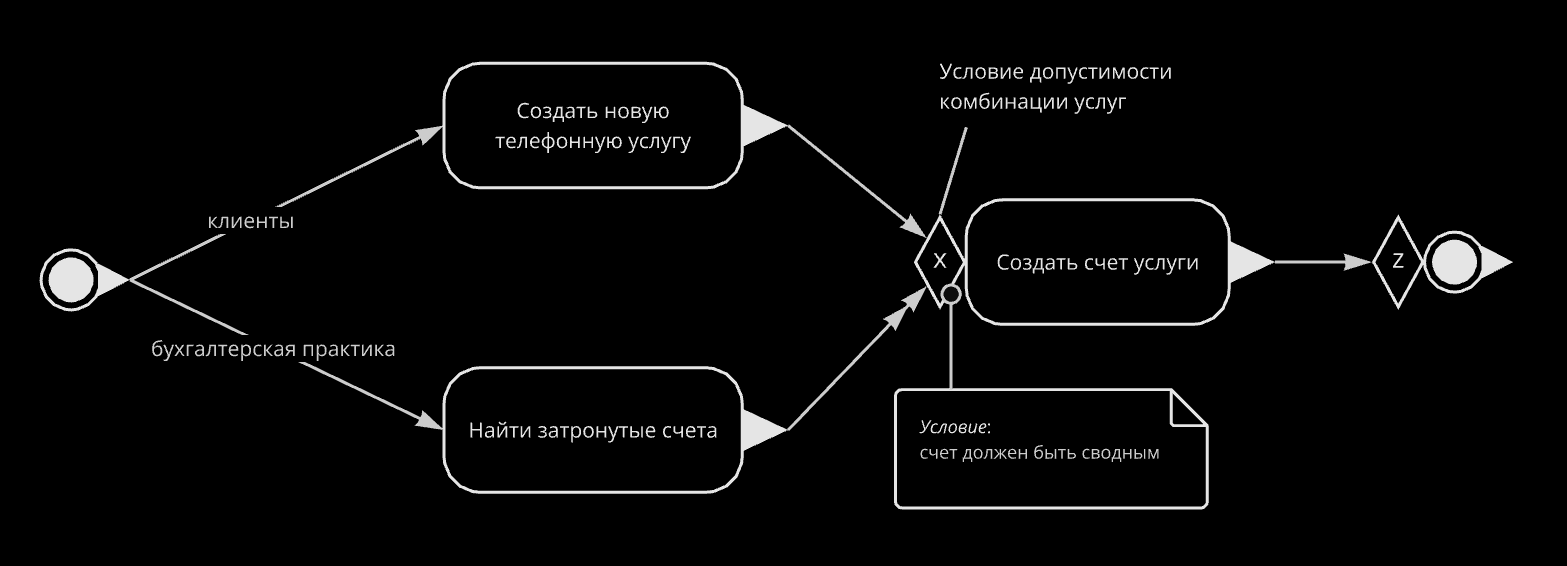 Условие допустимости
комбинации услуг
Создать новую
телефонную услугу
клиенты
X
Создать счет услуги
Z
бухгалтерская практика
Найти затронутые счета
Условие:
счет должен быть сводным